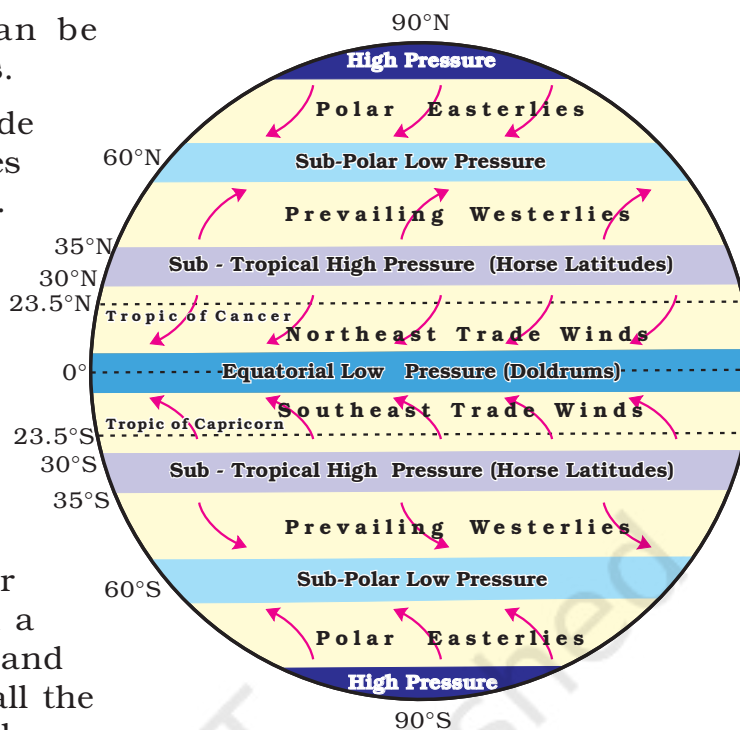 an be
s.
de
es
.
90°N
High Pressure
Polar Easterlies
60°N
Sub-Polar Low Pressure
Prevailing Westerlies
35°N
Sub - Tropical High Pressure (Horse Latitudes)
30°N
23.5°N
Tropic of Cancer
Northeast Trade Winds
0°
Equatorial Low Pressure (Doldrums)
Southeast Trade Winds
Tropic of Capricorn
23.5°S
30°S
Sub - Tropical High Pressure (Horse Latitudes)
35°S
Prevailing Westerlies
60°S
Sub-Polar Low Pressure
Polar Easterlies
High Pressure
90°S
r
a
and
all the